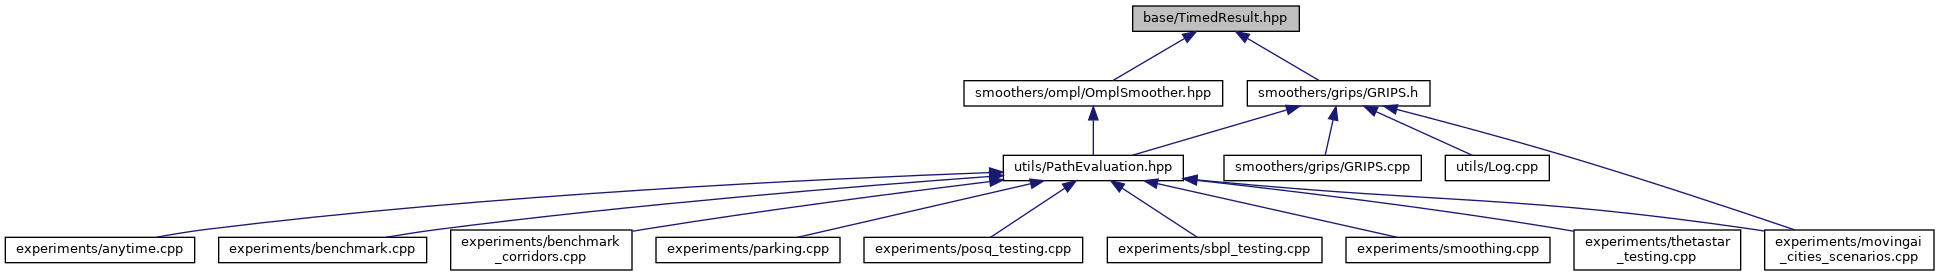 base/TimedResult.hpp
smoothers/ompl/OmplSmoother.hpp
smoothers/grips/GRIPS.h
utils/PathEvaluation.hpp
smoothers/grips/GRIPS.cpp
utils/Log.cpp
experiments/anytime.cpp
experiments/benchmark.cpp
experiments/benchmark
_corridors.cpp
experiments/parking.cpp
experiments/posq_testing.cpp
experiments/sbpl_testing.cpp
experiments/smoothing.cpp
experiments/thetastar
_testing.cpp
experiments/movingai
_cities_scenarios.cpp